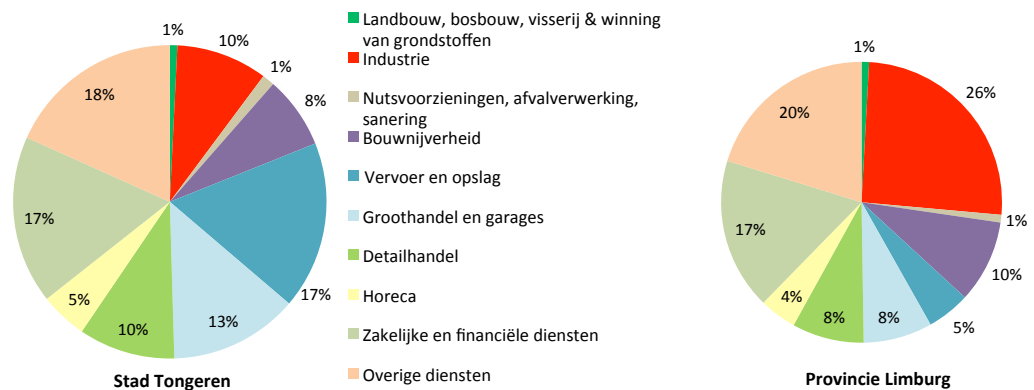 1%
10%
1%
8%
17%
13%
10%
5%
17%
18%
Stad Tongeren
Landbouw, bosbouw, visserij & winning
van grondstoffen
Industrie
Nutsvoorzieningen, afvalverwerking,
sanering
Bouwnijverheid
Vervoer en opslag
Groothandel en garages
Detailhandel
Horeca
Zakelijke en financiële diensten
Overige diensten
1%
26%
1%
10%
5%
8%
8%
4%
17%
20%
Provincie Limburg